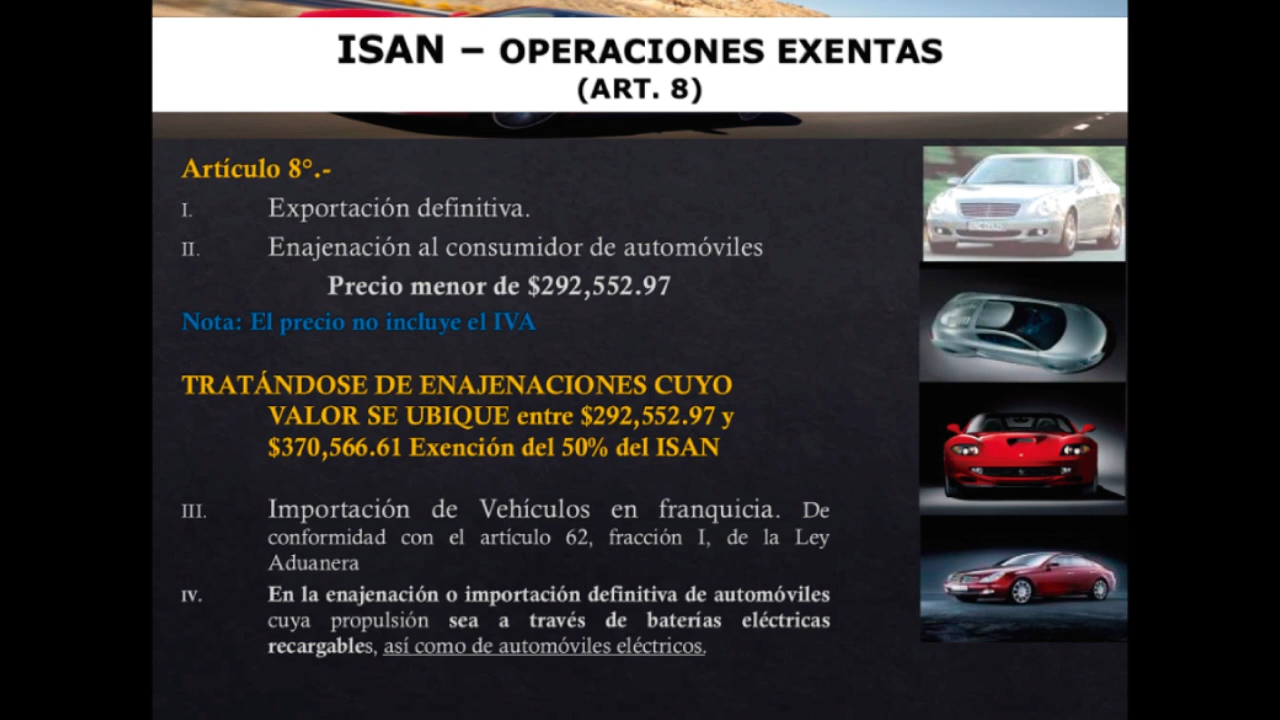 ISAN – OPERACIONES EXENTAS
(ART. 8)
Artículo 8°.-
I. Exportación definitiva.
II. Enajenación al consumidor de automóviles
Precio menor de $292,552.97
Nota: El precio no incluye el IVA
TRATÁNDOSE DE ENAJENACIONES CUYO
VALOR SE UBIQUE entre $292,552.97 y
$370,566.61 Exención del 50% del ISAN
III. Importación de Vehículos en franquicia. De
conformidad con el artículo 62, fracción I, de la Ley
Aduanera
IV. En la enajenación o importación definitiva de automóviles
cuya propulsión sea a través de baterías eléctricas
recargables, así como de automóviles eléctricos.